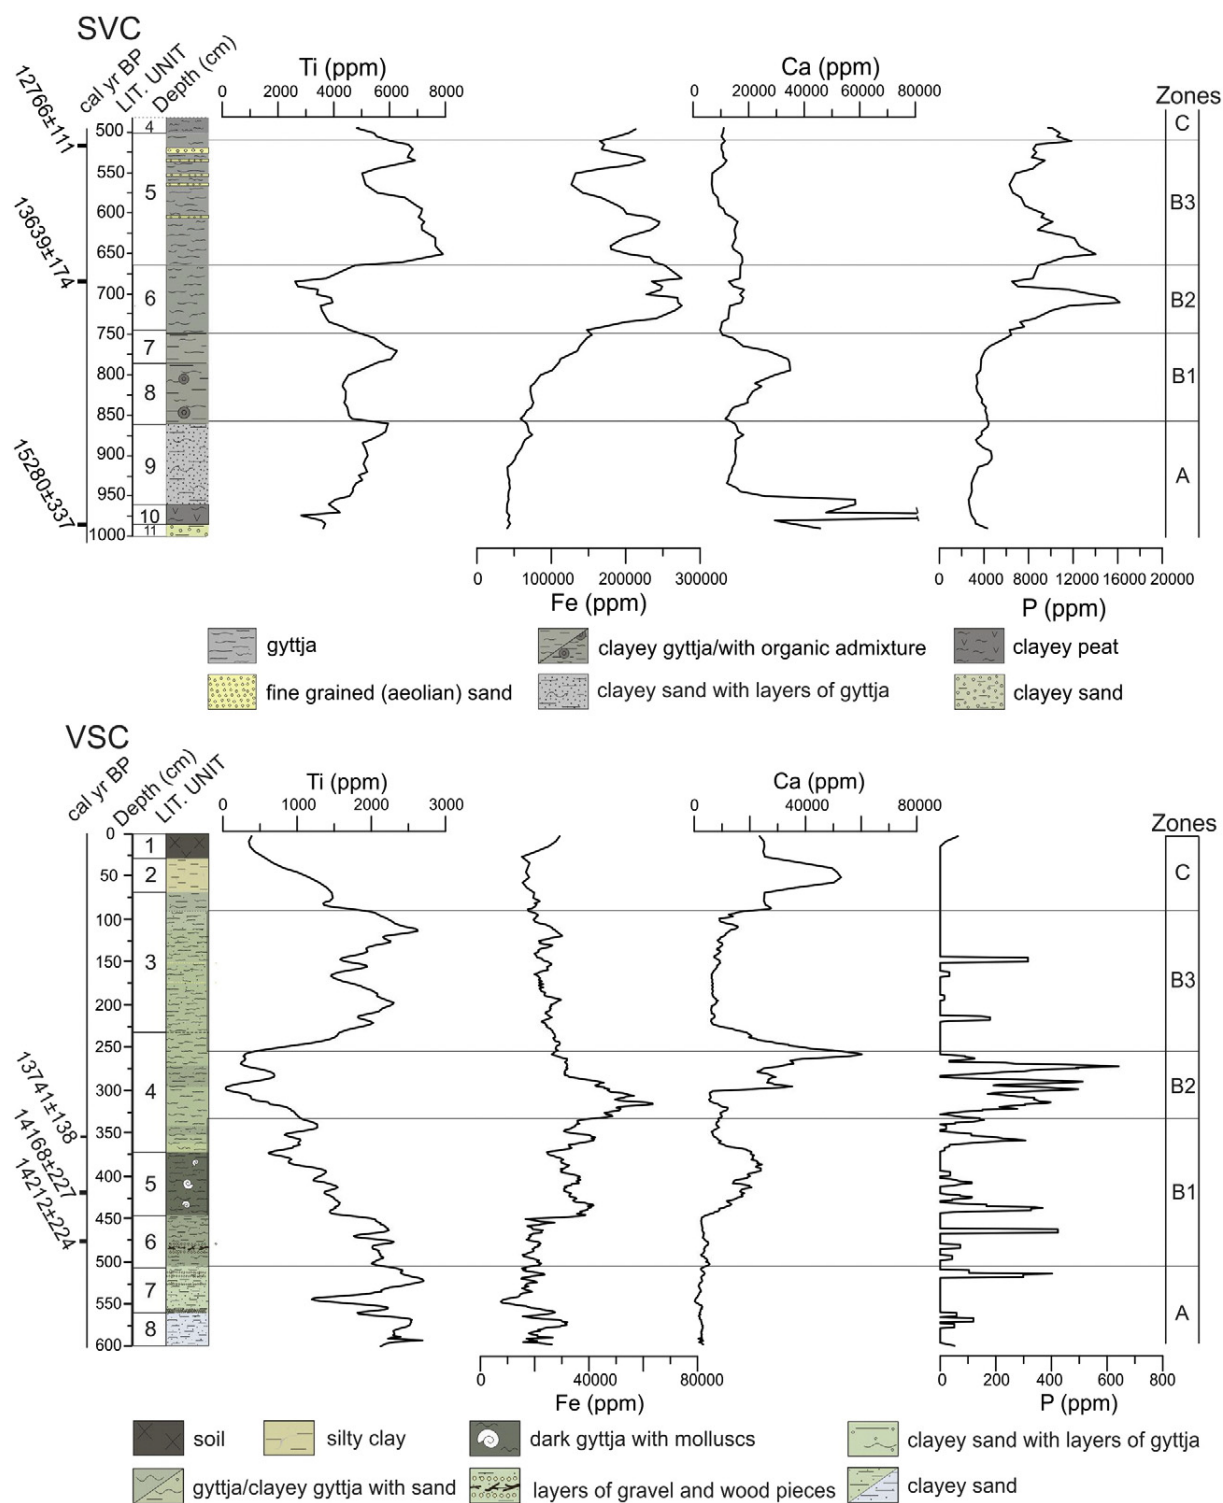 SVC
cal yr BP
LIT. UNIT
Depth (cm)
Ti (ppm)
0 2000 4000 6000 8000
Ca (ppm)
0 20000 40000 60000 80000
Zones
12766±111
13639±174
15280±337
500
550
600
650
700
750
800
850
900
950
1000
4
5
6
7
8
9
10
11
C
B3
B2
B1
A
0 100000 200000 300000
Fe (ppm)
0 4000 8000 12000 16000 20000
P (ppm)
gyttja
clayey gyttja/with organic admixture
clayey peat
fine grained (aeolian) sand
clayey sand with layers of gyttja
clayey sand
VSC
cal yr BP
Depth (cm)
LIT. UNIT
Ti (ppm)
0 1000 2000 3000
Ca (ppm)
0 40000 80000
Zones
13741±138
14168±227
14212±224
0
50
100
150
200
250
300
350
400
450
500
550
600
1
2
3
4
5
6
7
8
C
B3
B2
B1
A
0 40000 80000
Fe (ppm)
0 200 400 600 800
P (ppm)
soil
silty clay
dark gyttja with molluscs
clayey sand with layers of gyttja
gyttja/clayey gyttja with sand
layers of gravel and wood pieces
clayey sand